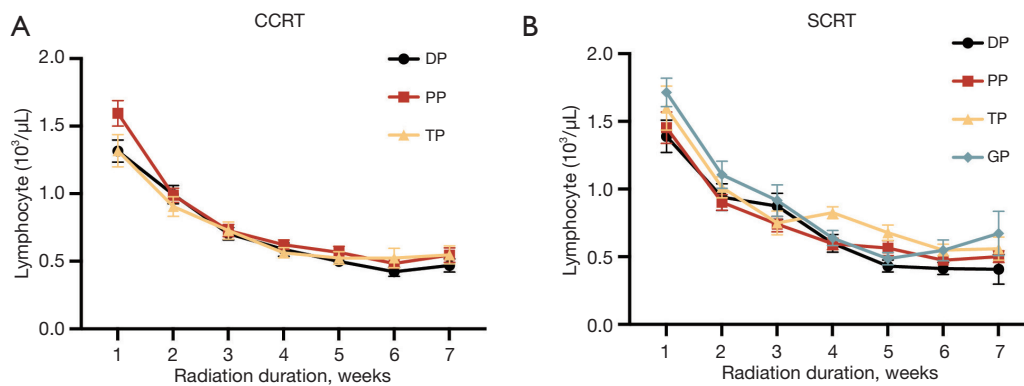 A
CCRT
Lymphocyte (10³/μL)
2.0
1.5
1.0
0.5
0.0
DP
PP
TP
1 2 3 4 5 6 7
Radiation duration, weeks
B
SCRT
Lymphocyte (10³/μL)
2.0
1.5
1.0
0.5
0.0
DP
PP
TP
GP
1 2 3 4 5 6 7
Radiation duration, weeks